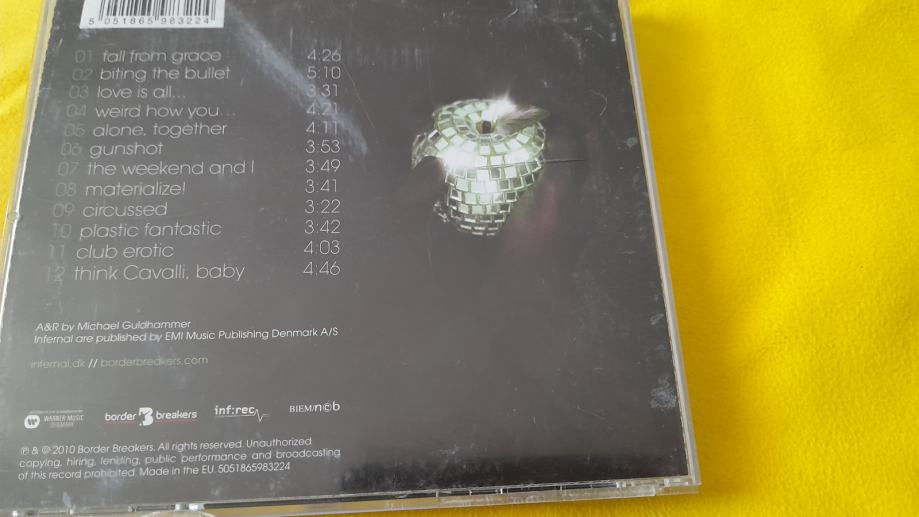 5 051865 983224
01 fall from grace 4:26
02 biting the bullet 5:10
03 love is all... 3:31
04 weird how you... 4:21
05 alone, together 4:11
06 gunshot 3:53
07 the weekend and I 3:49
08 materialize! 3:41
09 circussed 3:22
10 plastic fantastic 3:42
11 club erotic 4:03
12 think Cavalli, baby 4:46
A&R by Michael Guldhammer
Infernal are published by EMI Music Publishing Denmark A/S
infernal.dk // borderbreakers.com
WARNER MUSIC
DENMARK
border breakers
inf:rec
BIEM/n©b
℗ & © 2010 Border Breakers. All rights reserved. Unauthorized
copying, hiring, lending, public performance and broadcasting
of this record prohibited. Made in the EU. 5051865983224